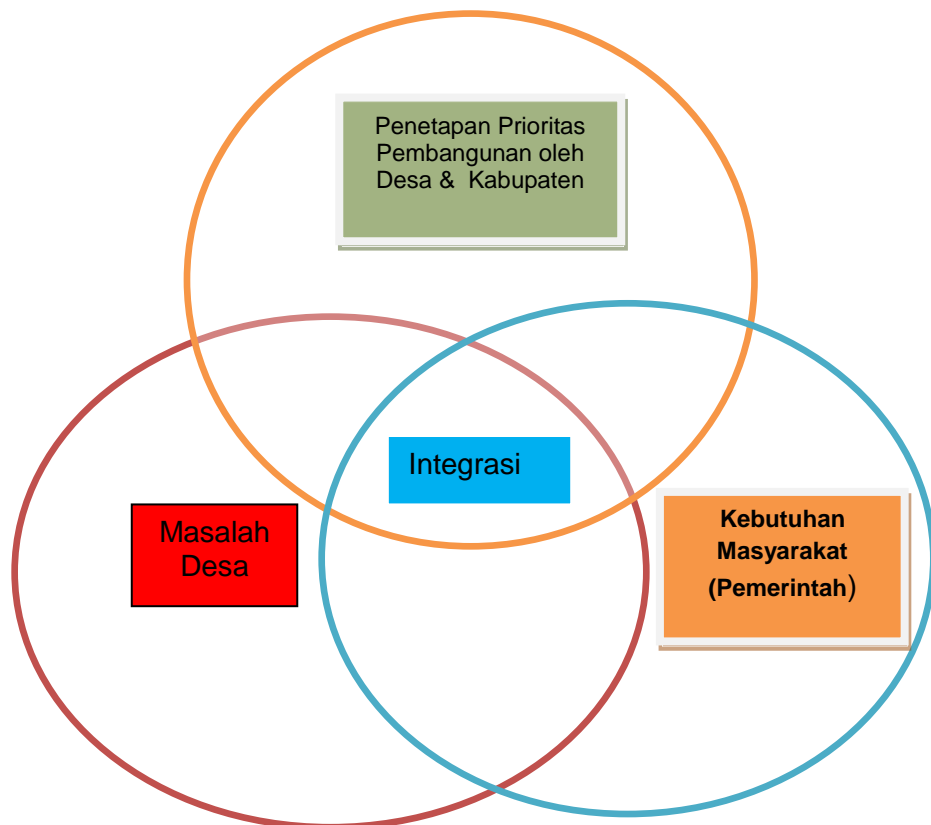 Penetapan Prioritas
Pembangunan oleh
Desa & Kabupaten
Integrasi
Masalah
Desa
Kebutuhan
Masyarakat
(Pemerintah)